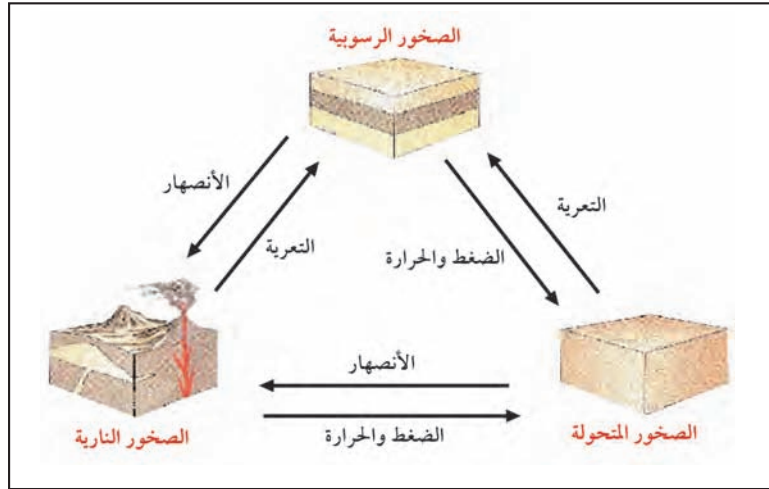 الصخور الرسوبية
الأنصهار
التعرية
التعرية
الضغط والحرارة
الأنصهار
الضغط والحرارة
الصخور المتحولة
الصخور النارية